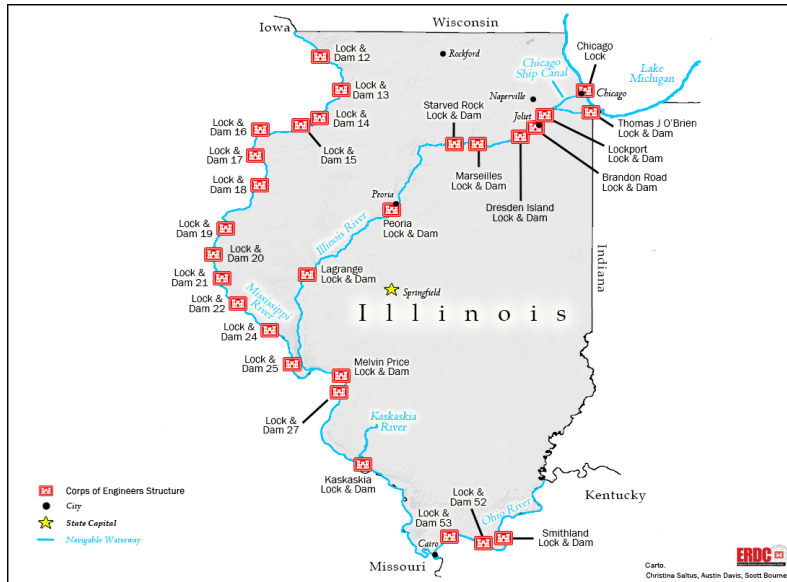 Wisconsin
Iowa
Lock &
Dam 12
Rockford
Chicago
Lock
Chicago
Ship Canal
Lake
Michigan
Lock &
Dam 13
Naperville
Chicago
Starved Rock
Lock & Dam
Joliet
Lock &
Dam 14
Thomas J O'Brien
Lock & Dam
Lock &
Dam 16
Lock &
Dam 15
Lockport
Lock & Dam
Lock &
Dam 17
Marseilles
Lock & Dam
Brandon Road
Lock & Dam
Lock &
Dam 18
Dresden Island
Lock & Dam
Peoria
Peoria
Lock & Dam
Lock &
Dam 19
Illinois River
Lock &
Dam 20
Indiana
Lock &
Dam 21
Lagrange
Lock & Dam
Springfield
Lock &
Dam 22
Mississippi
River
Illinois
Lock &
Dam 24
Lock &
Dam 25
Melvin Price
Lock & Dam
Lock &
Dam 27
Kaskaskia
River
Kaskaskia
Lock & Dam
Lock &
Dam 52
Kentucky
Lock &
Dam 53
Ohio River
Smithland
Lock & Dam
Cairo
Missouri
Corps of Engineers Structure
City
State Capital
Navigable Waterway
ERDC
Carto.
Christina Saltus, Austin Davis, Scott Bourne